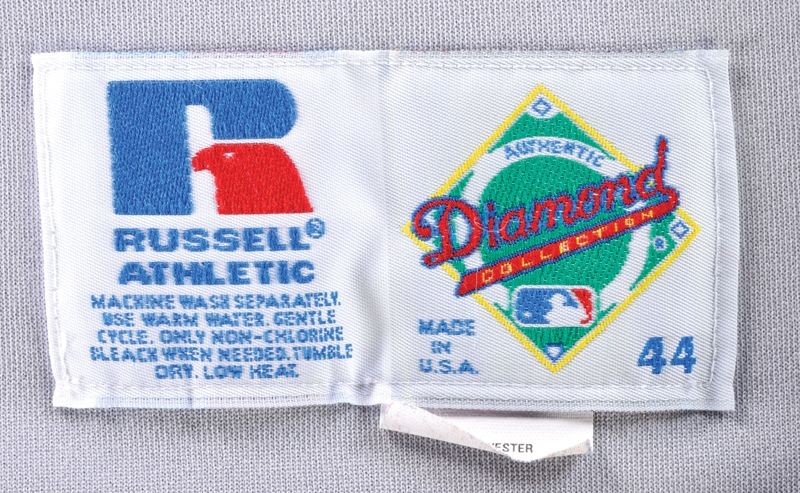 RUSSELL®
ATHLETIC
MACHINE WASH SEPARATELY.
USE WARM WATER. GENTLE
CYCLE. ONLY NON-CHLORINE
BLEACH WHEN NEEDED. TUMBLE
DRY. LOW HEAT.
AUTHENTIC
Diamond
COLLECTION
®
MADE
IN
U.S.A.
44
ESTER